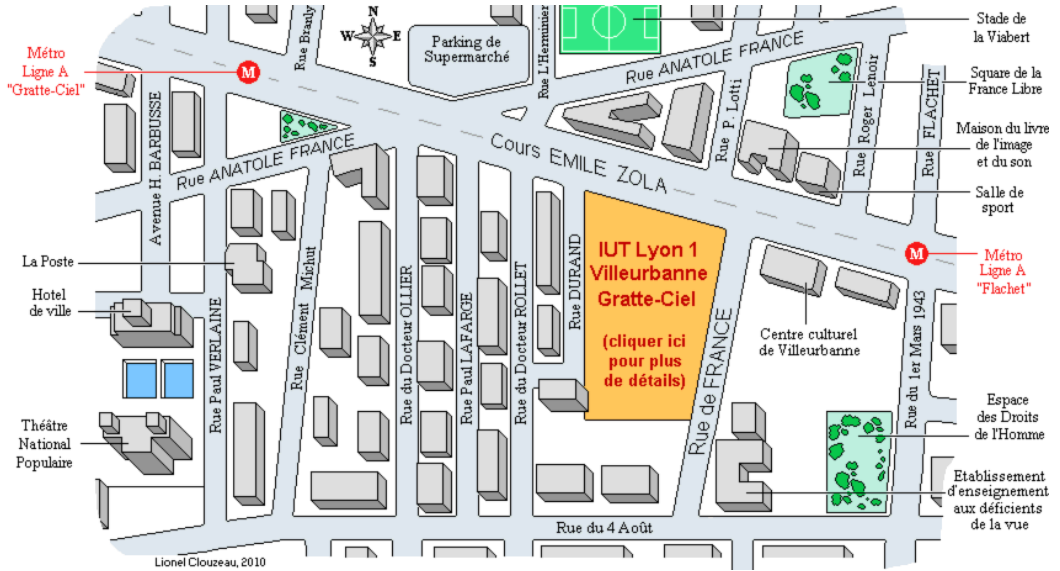 Métro
Ligne A
"Gratte-Ciel"
M
Rue Branly
N
W
E
S
Parking de
Supermarché
Rue L'Herminier
Rue ANATOLE FRANCE
Stade de
la Viabert
Square de la
France Libre
Maison du livre
de l'image
et du son
Salle de
sport
Rue P. Lotti
Rue Roger Lenoir
Rue FLACHET
Avenue H. BARBUSSE
Rue ANATOLE FRANCE
Cours EMILE ZOLA
La Poste
Hotel
de ville
Théâtre
National
Populaire
Rue Paul VERLAINE
Rue Clément Michut
Rue du Docteur OLLIER
Rue Paul LAFARGE
Rue du Docteur ROLLET
Rue DURAND
IUT Lyon 1
Villeurbanne
Gratte-Ciel
(cliquer ici
pour plus
de détails)
Rue de FRANCE
Centre culturel
de Villeurbanne
Rue du 1er Mars 1943
M
Métro
Ligne A
"Flachet"
Espace
des Droits
de l'Homme
Etablissement
d'enseignement
aux déficients
de la vue
Rue du 4 Août
Lionel Clouzeau, 2010